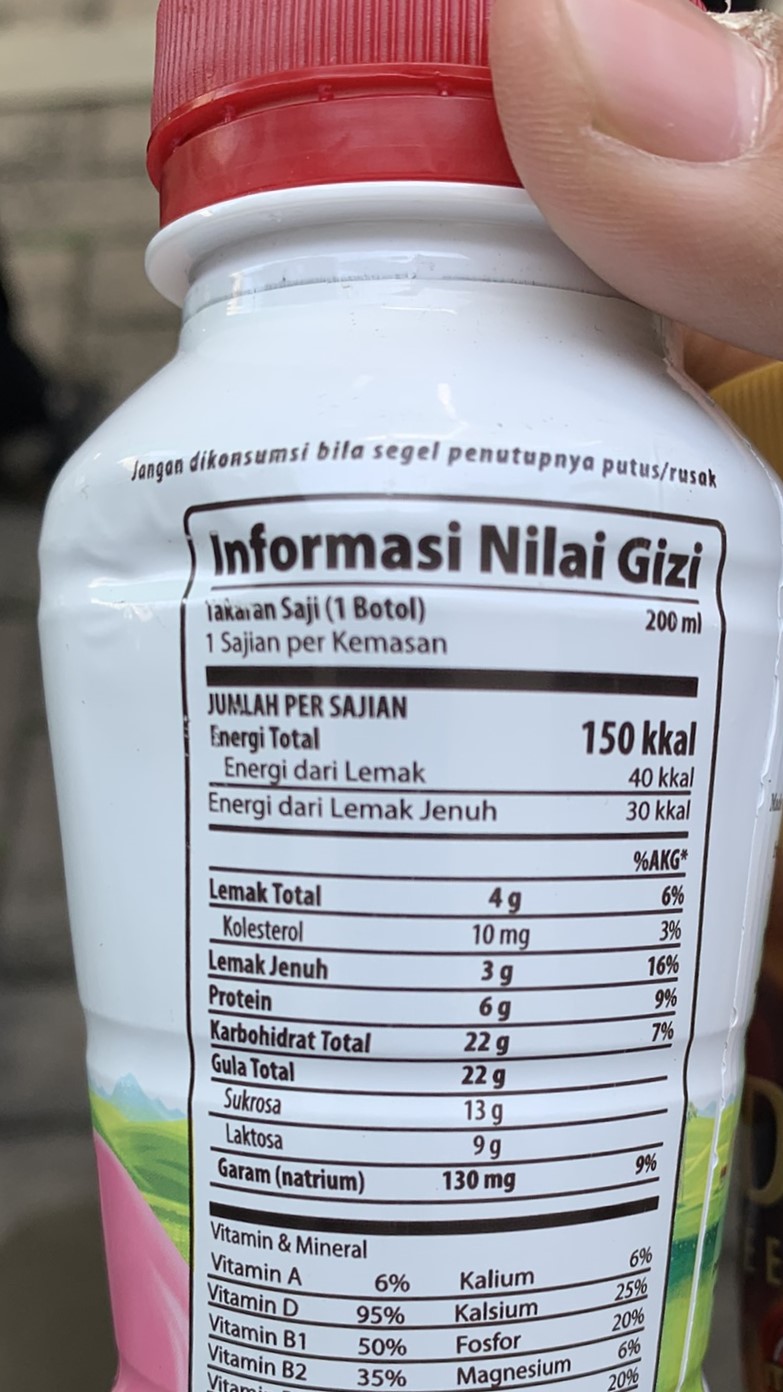 Jangan dikonsumsi bila segel penutupnya putus/rusak
Informasi Nilai Gizi
Takaran Saji (1 Botol) 200 ml
1 Sajian per Kemasan
JUMLAH PER SAJIAN
Energi Total 150 kkal
Energi dari Lemak 40 kkal
Energi dari Lemak Jenuh 30 kkal
%AKG*
Lemak Total 4 g 6%
Kolesterol 10 mg 3%
Lemak Jenuh 3 g 16%
Protein 6 g 9%
Karbohidrat Total 22 g 7%
Gula Total 22 g
Sukrosa 13 g
Laktosa 9 g
Garam (natrium) 130 mg 9%
Vitamin & Mineral
Vitamin A 6% Kalium 6%
Vitamin D 95% Kalsium 25%
Vitamin B1 50% Fosfor 20%
Vitamin B2 35% Magnesium 6%
20%